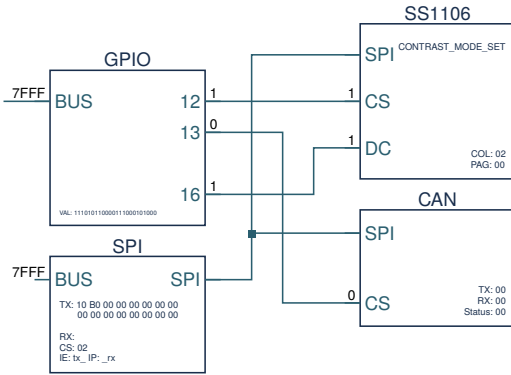 SS1106
SPI
CONTRAST_MODE_SET
1 CS
1 DC
COL: 02
PAG: 00
GPIO
7FFF BUS
12 1
13 0
16 1
VAL: 111010110000111000101000
CAN
SPI
0 CS
TX: 00
RX: 00
Status: 00
SPI
7FFF BUS
SPI
TX: 10 B0 00 00 00 00 00 00
00 00 00 00 00 00 00 00
RX:
CS: 02
IE: tx_ IP: _rx